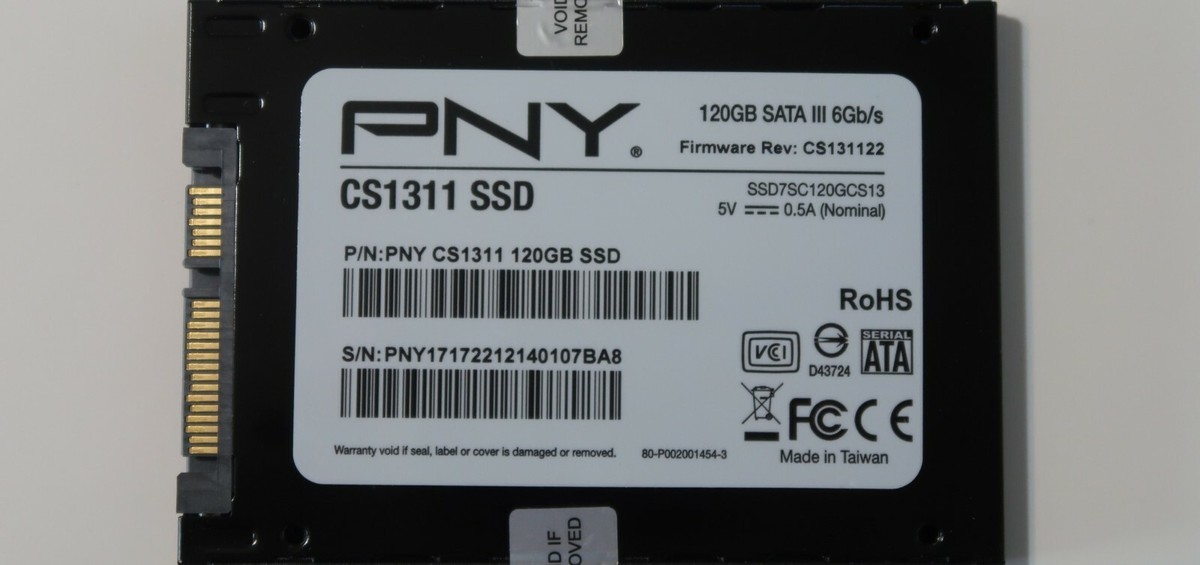 VOID
REMO
PNY®
120GB SATA III 6Gb/s
Firmware Rev: CS131122
CS1311 SSD
SSD7SC120GCS13
5V ⎓ 0.5A (Nominal)
P/N:PNY CS1311 120GB SSD
RoHS
S/N:PNY17172212140107BA8
VCI
D43724
SERIAL
ATA
FC CE
Warranty void if seal, label or cover is damaged or removed.
80-P002001454-3
Made in Taiwan
D IF
OVED